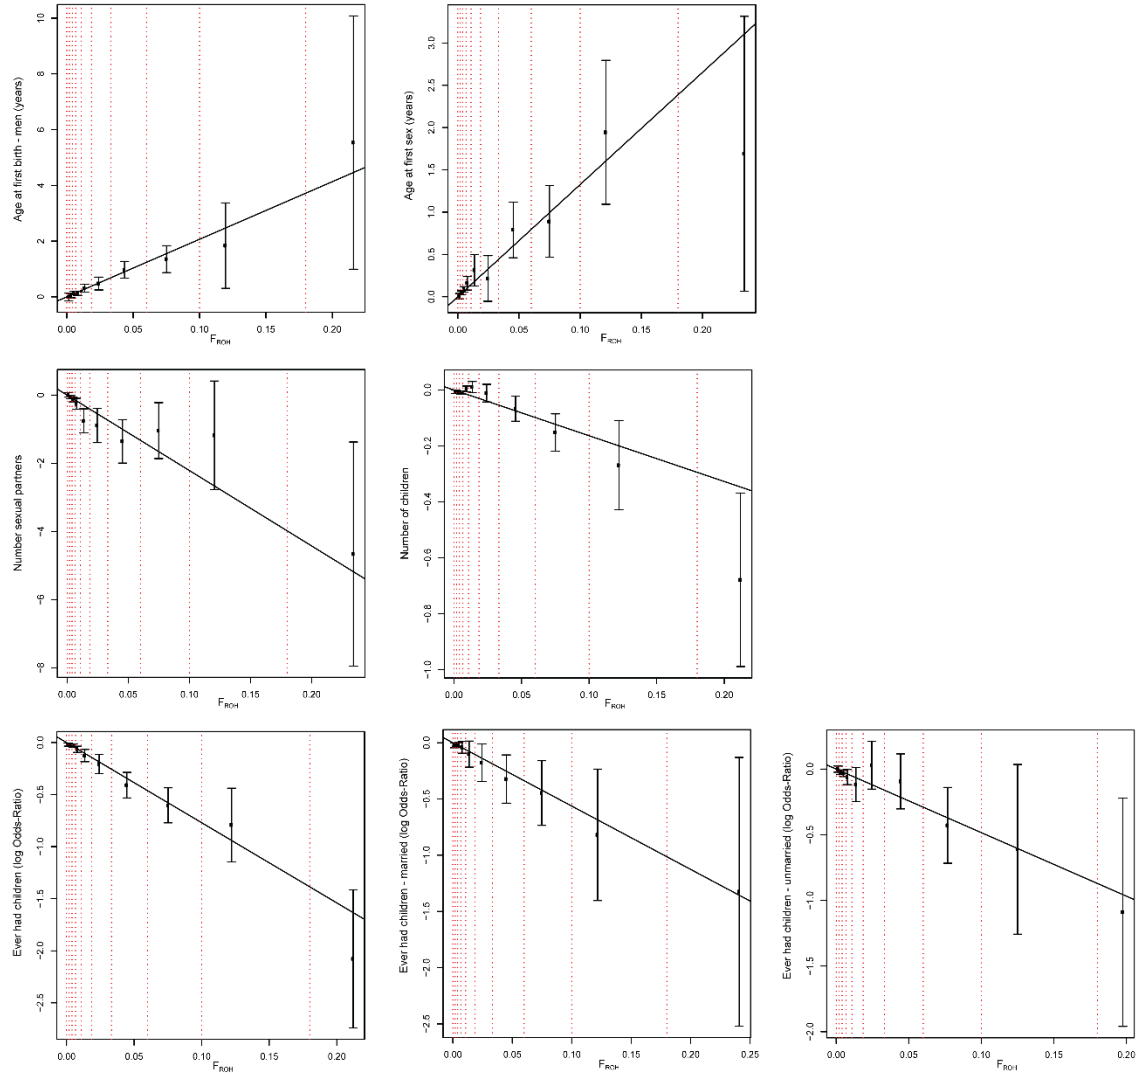 Age at first birth - men (years)
10
8
6
4
2
0
0.00 0.05 0.10 0.15 0.20
FROH
Age at first sex (years)
3.0
2.5
2.0
1.5
1.0
0.5
0.0
0.00 0.05 0.10 0.15 0.20
FROH
Number sexual partners
0
−2
−4
−6
−8
0.00 0.05 0.10 0.15 0.20
FROH
Number of children
0.0
−0.2
−0.4
−0.6
−0.8
−1.0
0.00 0.05 0.10 0.15 0.20
FROH
Ever had children (log Odds-Ratio)
0.0
−0.5
−1.0
−1.5
−2.0
−2.5
0.00 0.05 0.10 0.15 0.20
FROH
Ever had children - married (log Odds-Ratio)
0.0
−0.5
−1.0
−1.5
−2.0
−2.5
0.00 0.05 0.10 0.15 0.20 0.25
FROH
Ever had children - unmarried (log Odds-Ratio)
0.0
−0.5
−1.0
−1.5
−2.0
0.00 0.05 0.10 0.15 0.20
FROH